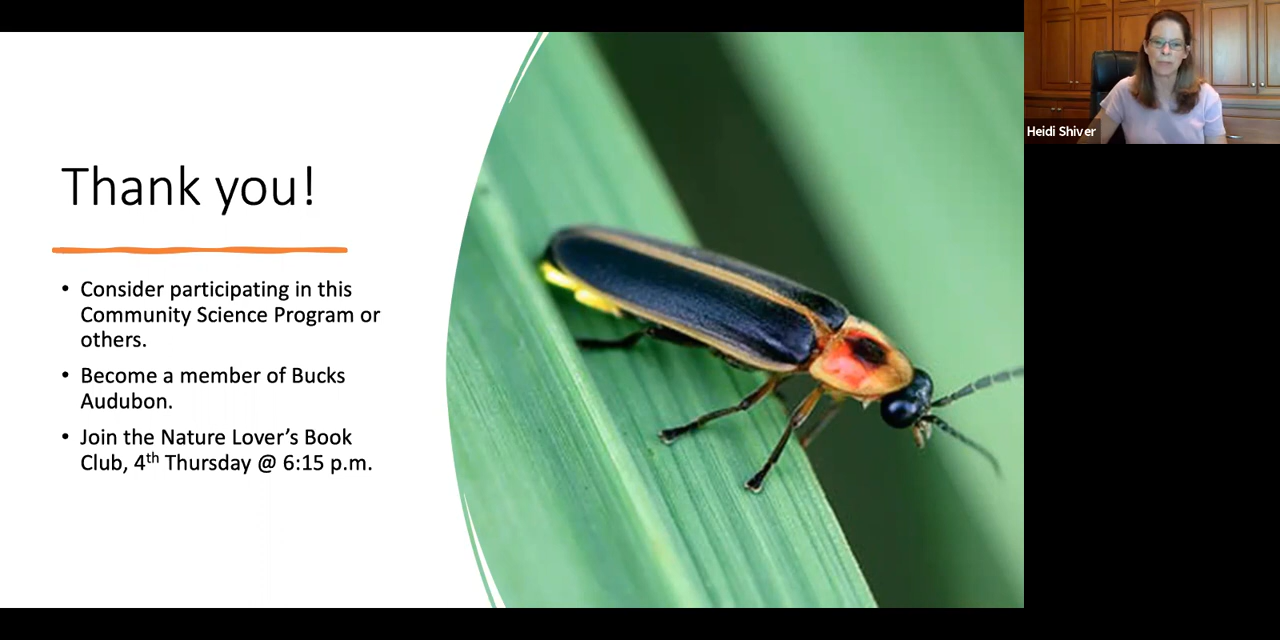 Thank you!
• Consider participating in this
Community Science Program or
others.
• Become a member of Bucks
Audubon.
• Join the Nature Lover’s Book
Club, 4th Thursday @ 6:15 p.m.
Heidi Shiver